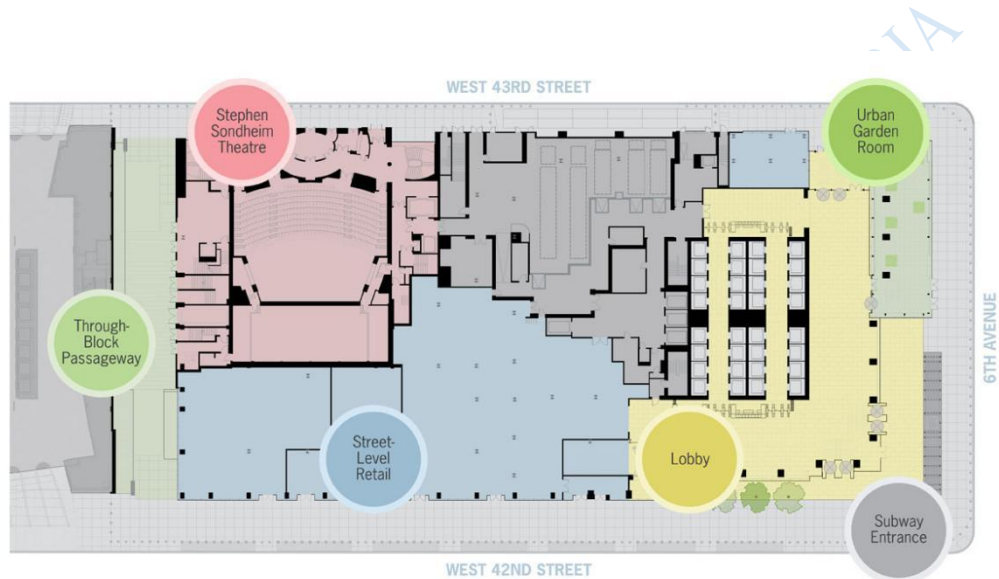 WEST 43RD STREET
Stephen
Sondheim
Theatre
Urban
Garden
Room
Through-
Block
Passageway
6TH AVENUE
Street-
Level
Retail
Lobby
Subway
Entrance
WEST 42ND STREET